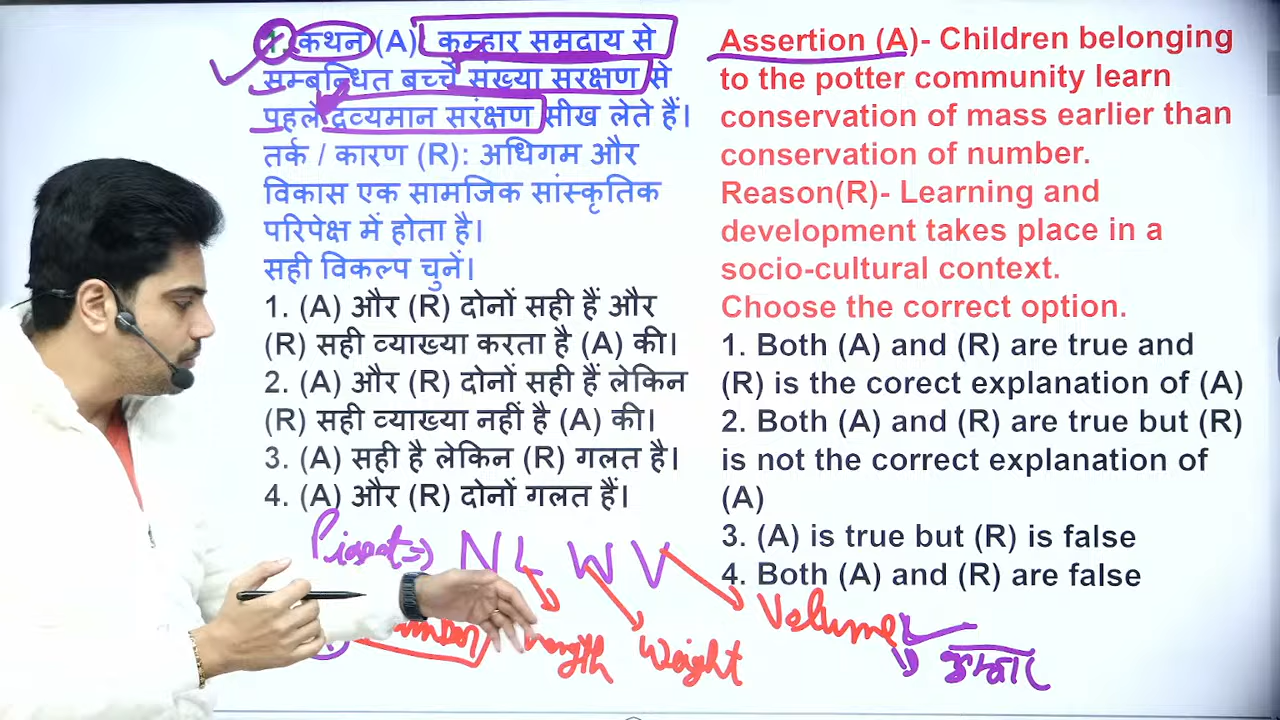 1. कथन (A) कुम्हार समुदाय से
सम्बन्धित बच्चे संख्या संरक्षण से
पहले द्रव्यमान संरंक्षण सीख लेते हैं।
तर्क / कारण (R): अधिगम और
विकास एक सामजिक सांस्कृतिक
परिपेक्ष में होता है।
सही विकल्प चुनें।
1. (A) और (R) दोनों सही हैं और
(R) सही व्याख्या करता है (A) की।
2. (A) और (R) दोनों सही हैं लेकिन
(R) सही व्याख्या नहीं है (A) की।
3. (A) सही है लेकिन (R) गलत है।
4. (A) और (R) दोनों गलत हैं।
Assertion (A)- Children belonging
to the potter community learn
conservation of mass earlier than
conservation of number.
Reason(R)- Learning and
development takes place in a
socio-cultural context.
Choose the correct option.
1. Both (A) and (R) are true and
(R) is the corect explanation of (A)
2. Both (A) and (R) are true but (R)
is not the correct explanation of
(A)
3. (A) is true but (R) is false
4. Both (A) and (R) are false
Piaget => N L W V
Weight
Volume
कुम्हार